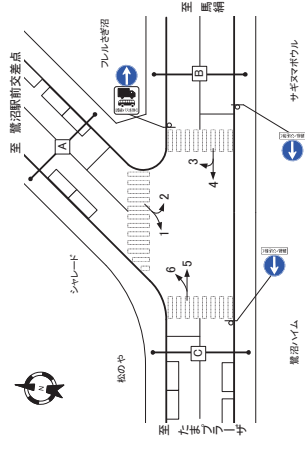 至 鷺沼駅前交差点
フレルさぎ沼
至 馬絹
サギヌマボウル
シャレード
松のや
至 たまプラーザ
鷺沼ハイム
A
B
C
N
1
2
3
4
5
6